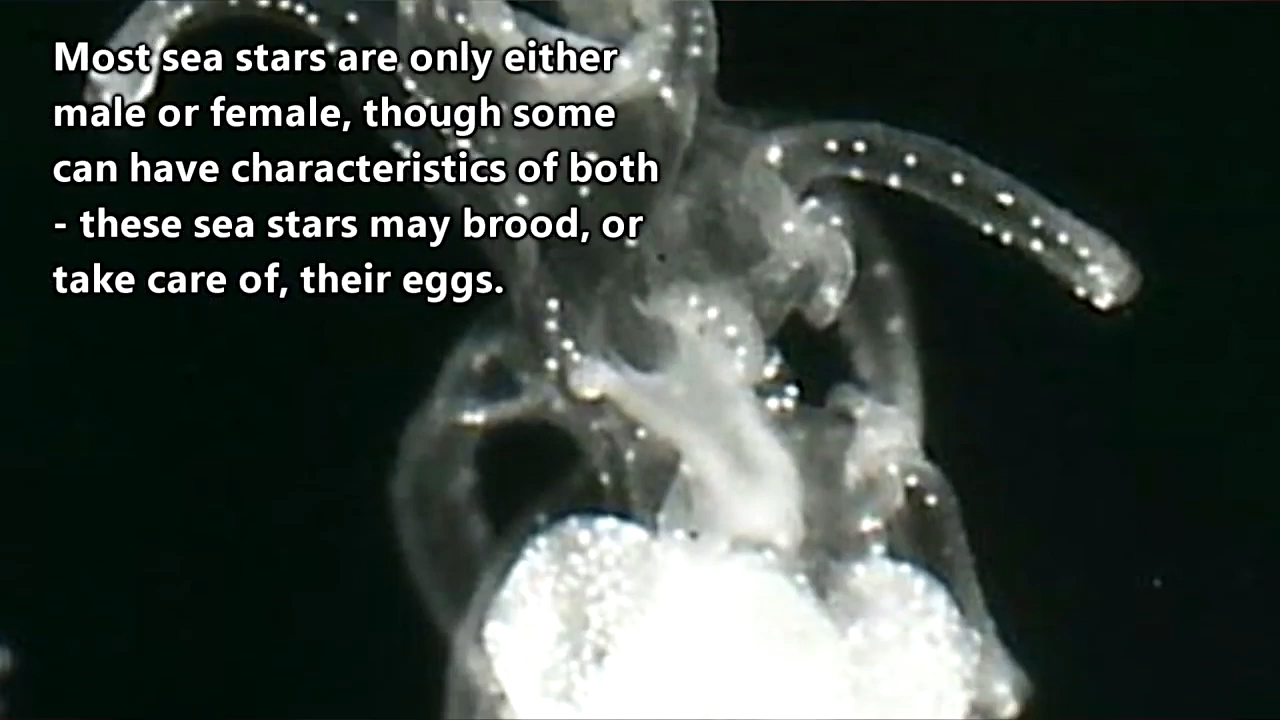 Most sea stars are only either
male or female, though some
can have characteristics of both
- these sea stars may brood, or
take care of, their eggs.